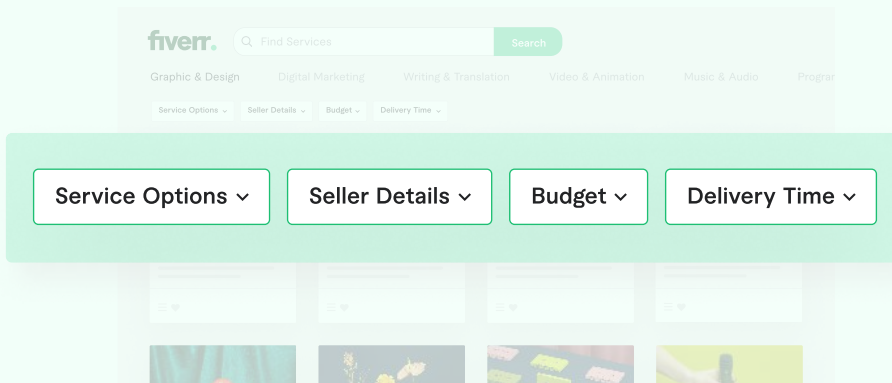 fiverr.
Find Services
Search
Graphic & Design Digital Marketing Writing & Translation Video & Animation Music & Audio Progra
Service Options Seller Details Budget Delivery Time
Service Options Seller Details Budget Delivery Time